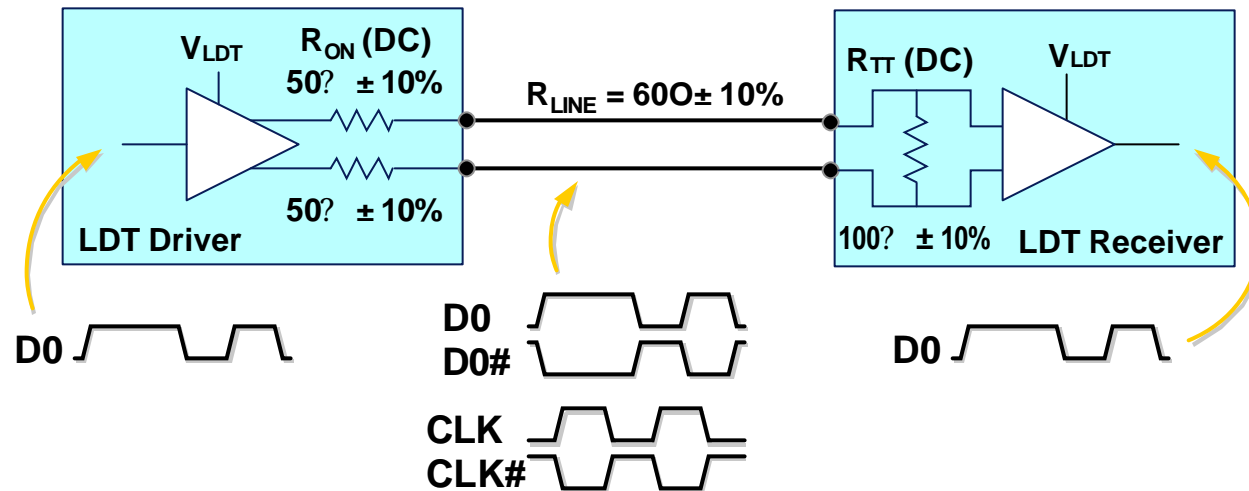 VLDT
RON (DC)
50? ± 10%
50? ± 10%
LDT Driver
RLINE = 60O± 10%
RTT (DC)
VLDT
100? ± 10%
LDT Receiver
D0
D0
D0#
CLK
CLK#
D0